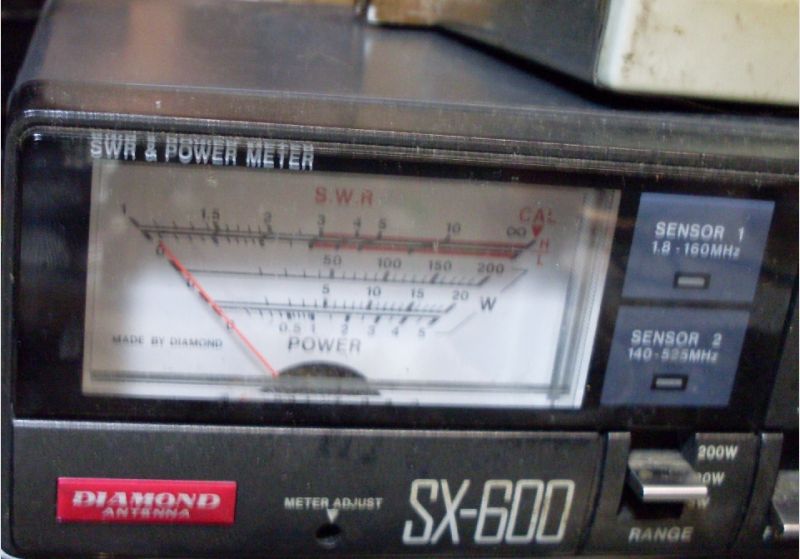 SWR & POWER METER
S.W.R
1 1.5 2 3 4 5 10 ∞ CAL
H
L
0 50 100 150 200
0 5 10 15 20 W
0 0.5 1 2 3 4 5
MADE BY DIAMOND
POWER
SENSOR 1
1.8 - 160MHz
SENSOR 2
140 - 525MHz
DIAMOND
ANTENNA
METER ADJUST
SX-600
200W
RANGE